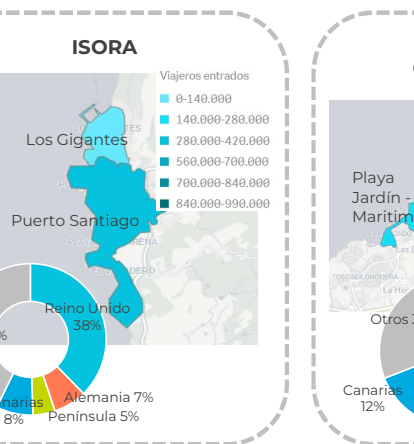 ISORA
Viajeros entrados
0-140.000
140.000-280.000
280.000-420.000
560.000-700.000
700.000-840.000
840.000-990.000
Los Gigantes
Puerto Santiago
Reino Unido
38%
%
Alemania 7%
Península 5%
narias
8%
Playa
Jardín -
Maritim
Otros
Canarias
12%